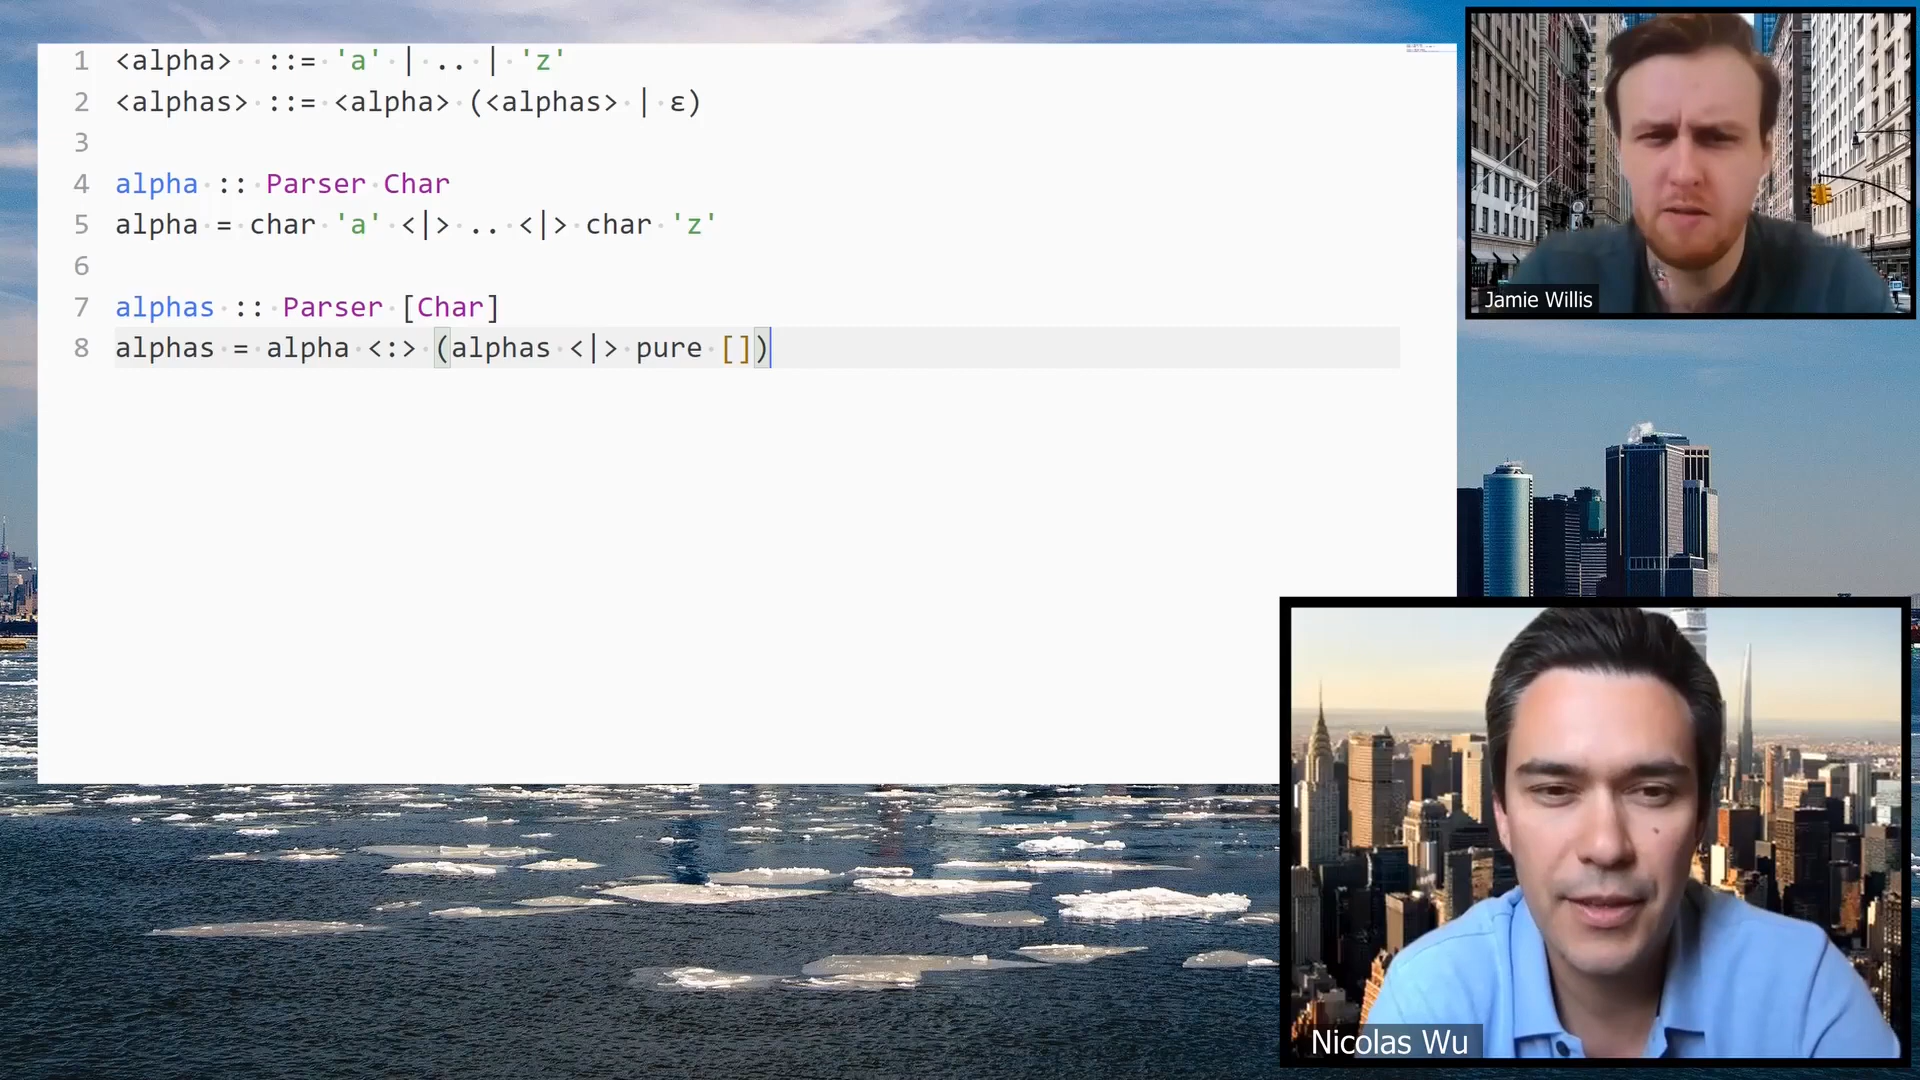 1 <alpha> ::= 'a' | .. | 'z'
2 <alphas> ::= <alpha> (<alphas> | ε)
3
4 alpha :: Parser Char
5 alpha = char 'a' <|> .. <|> char 'z'
6
7 alphas :: Parser [Char]
8 alphas = alpha <:> (alphas <|> pure [])
Jamie Willis
Nicolas Wu